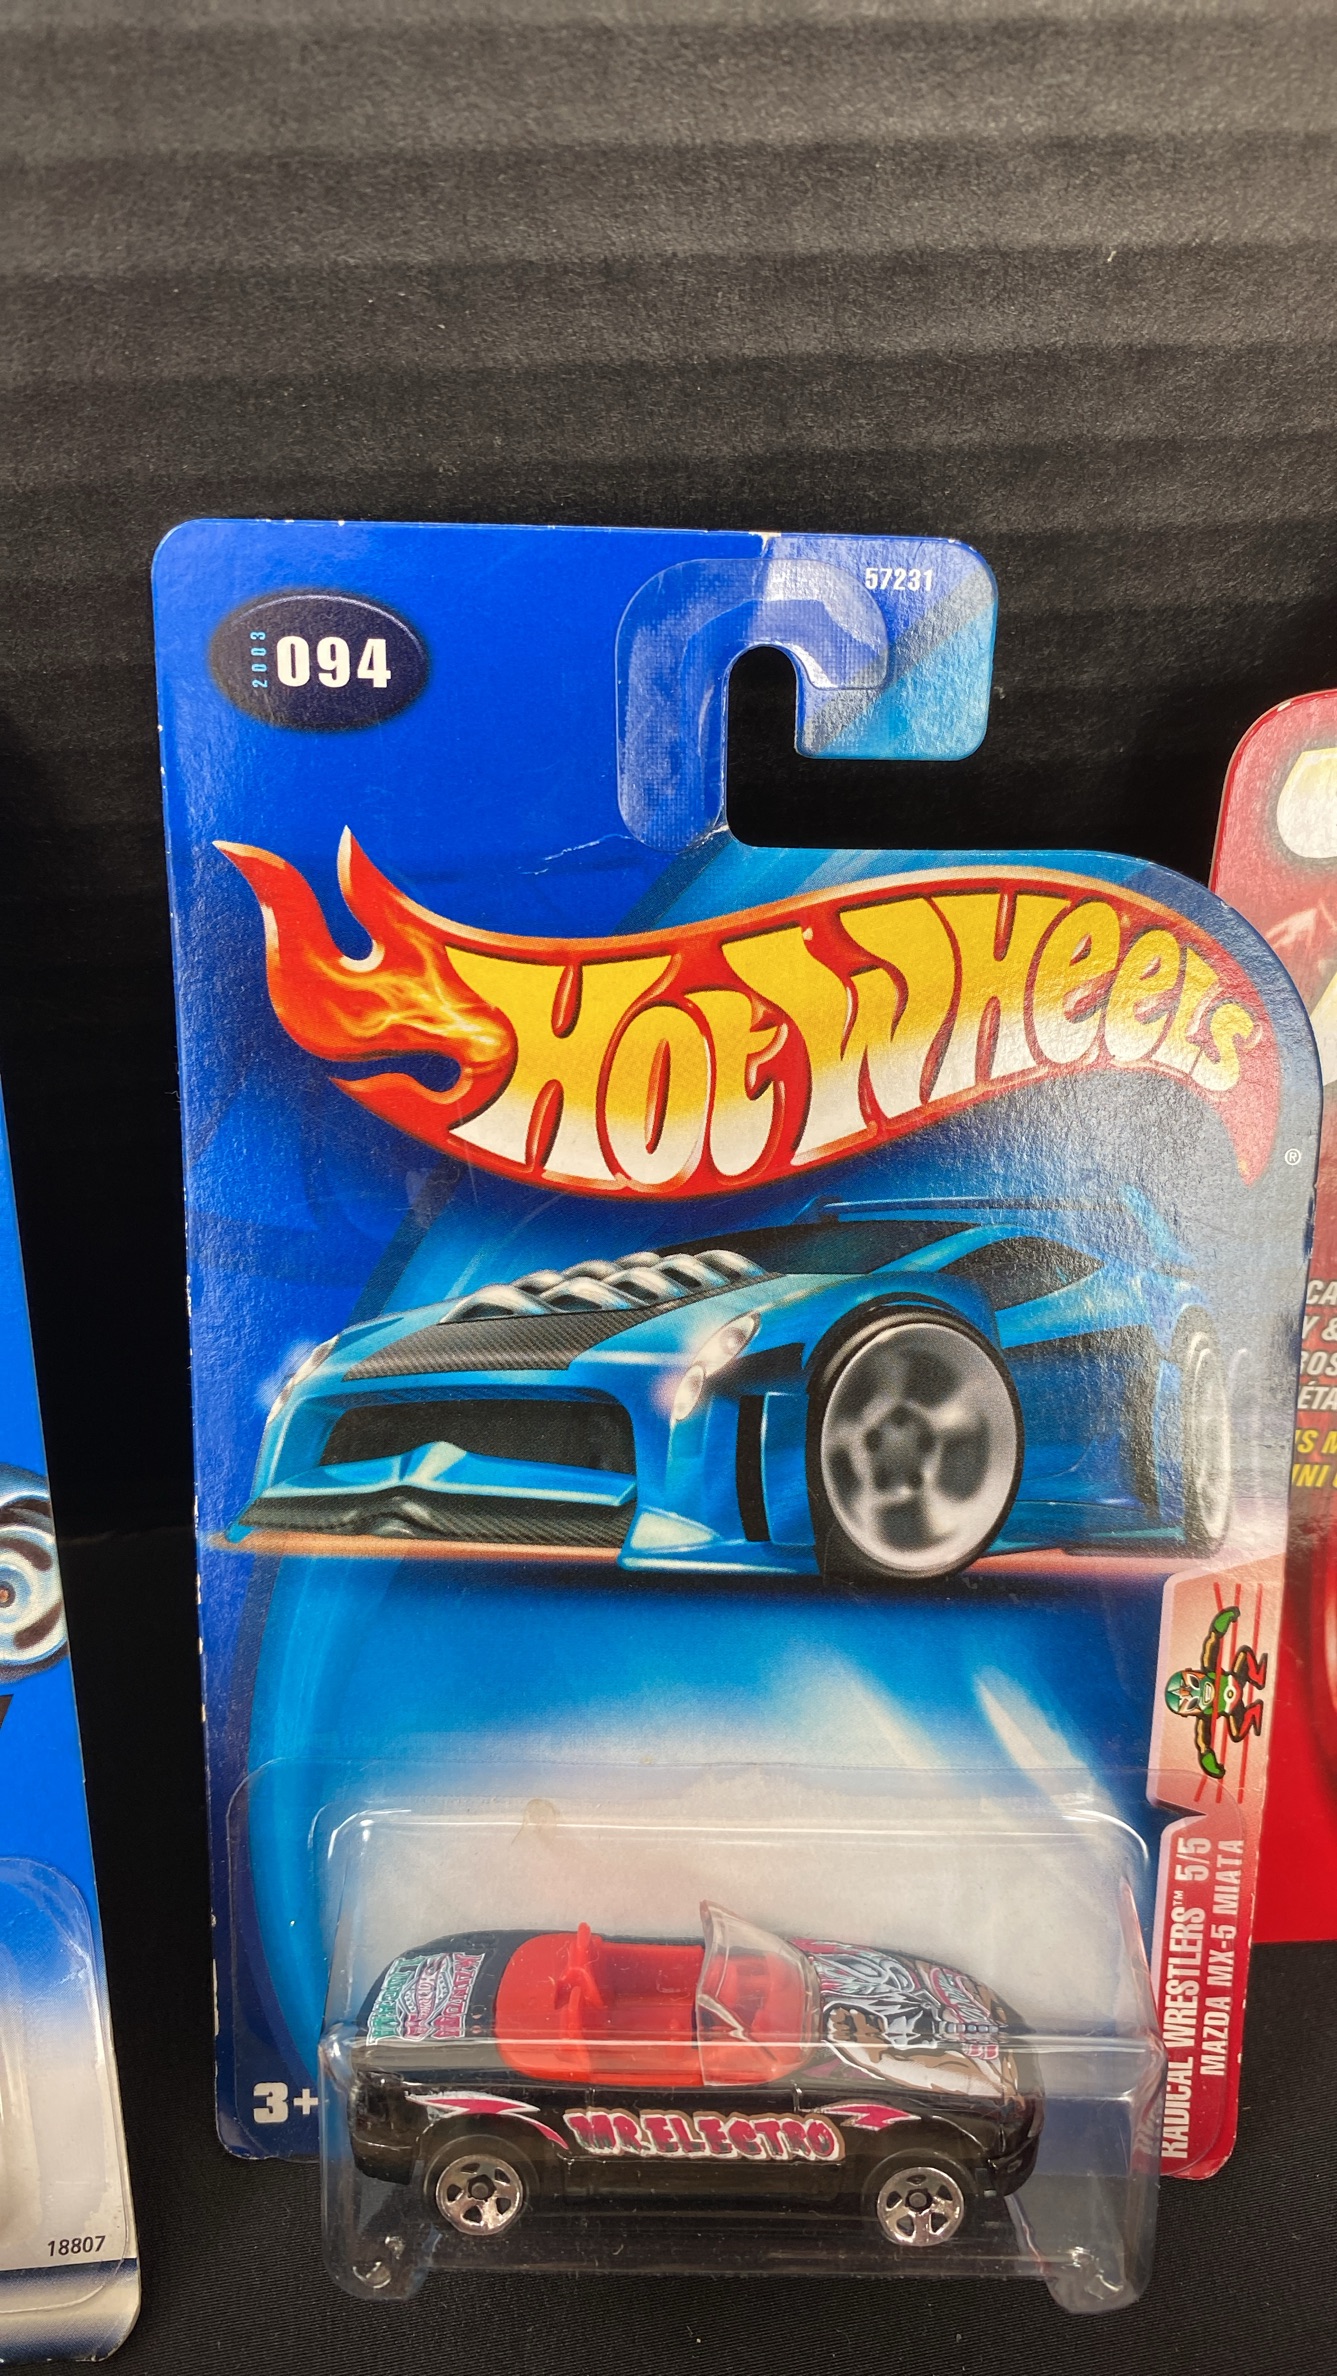 57231
2003
094
HOT WHEELS
®
RADICAL WRESTLERS™ 5/5
MAZDA MX-5 MIATA
3+
MR. ELECTRO
18807